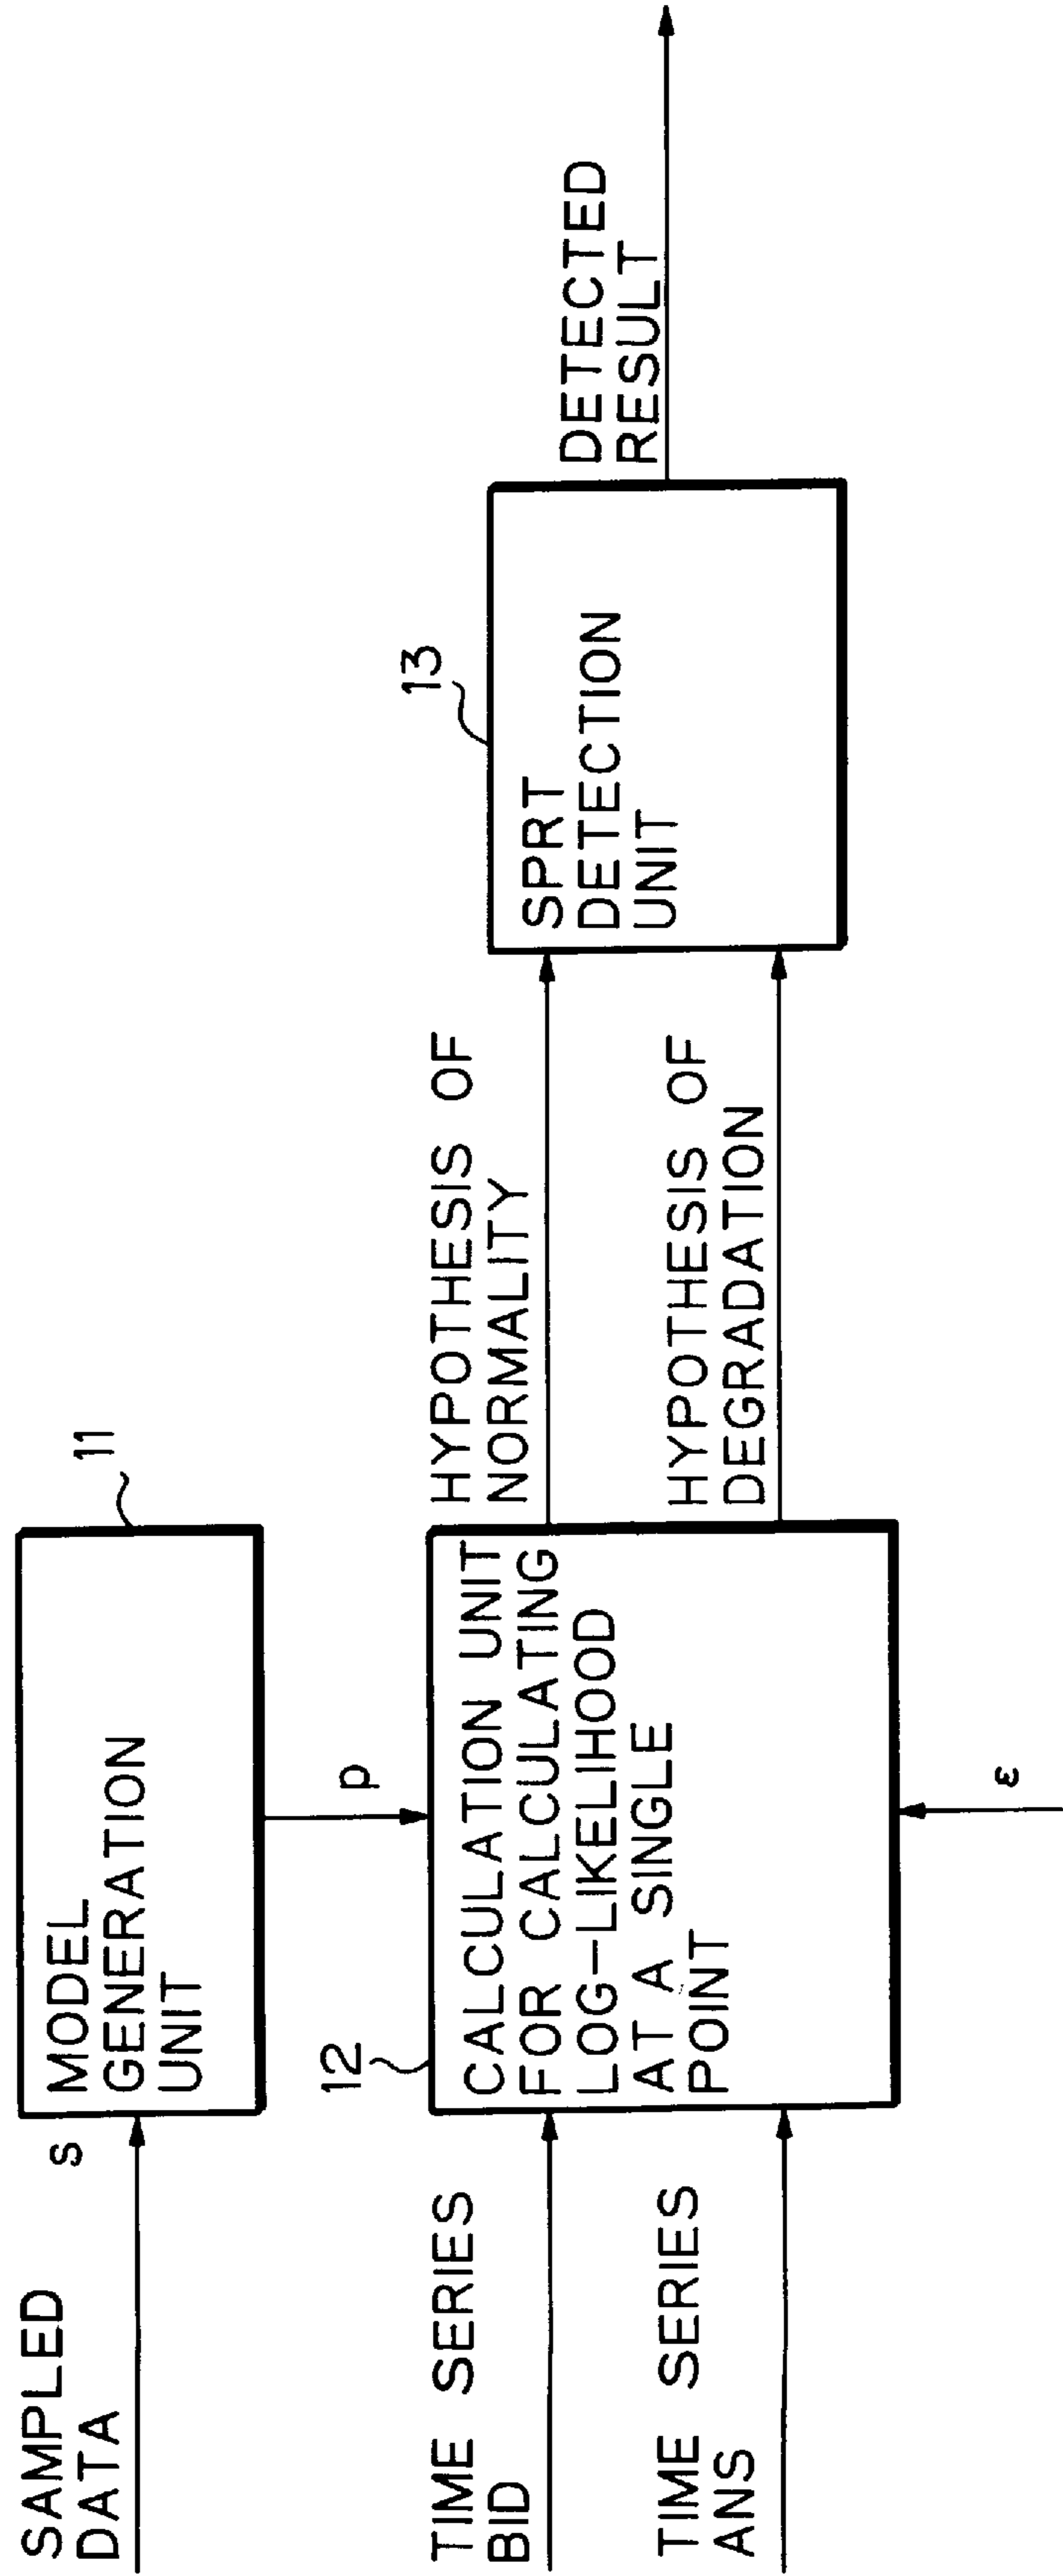 SAMPLED
DATA
s
MODEL
GENERATION
UNIT
11
p
TIME SERIES
BID
TIME SERIES
ANS
12
CALCULATION UNIT
FOR CALCULATING
LOG-LIKELIHOOD
AT A SINGLE
POINT
ε
HYPOTHESIS OF
NORMALITY
HYPOTHESIS OF
DEGRADATION
13
SPRT
DETECTION
UNIT
DETECTED
RESULT